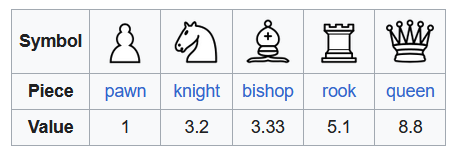 Symbol
Piece pawn knight bishop rook queen
Value 1 3.2 3.33 5.1 8.8